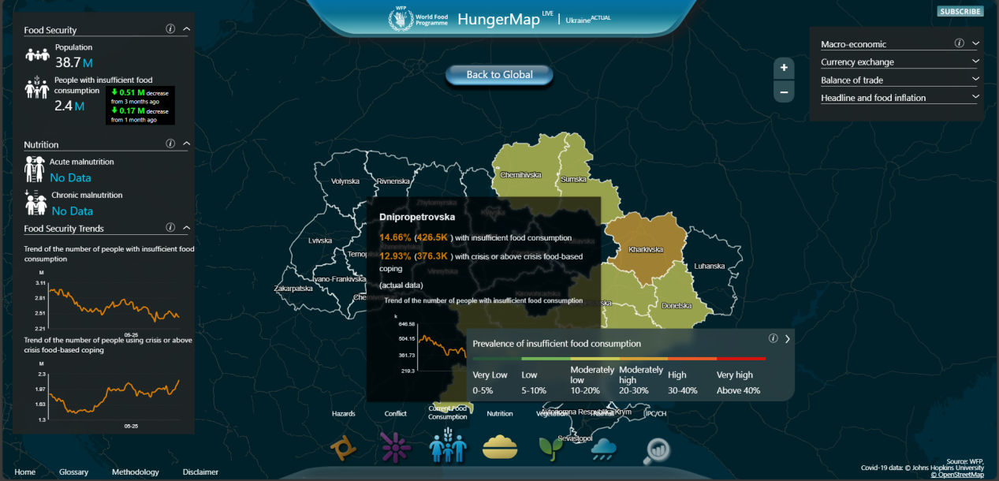 WFP
World Food
Programme
HungerMap LIVE | Ukraine ACTUAL
SUBSCRIBE
Food Security
Population
38.7 M
People with insufficient food
consumption
2.4 M
0.51 M decrease
from 3 months ago
0.17 M decrease
from 1 month ago
Nutrition
Acute malnutrition
No Data
Chronic malnutrition
No Data
Food Security Trends
Trend of the number of people with insufficient food
consumption
M
3.11
2.81
2.51
2.21
05-25
Trend of the number of people using crisis or above
crisis food-based coping
M
2.3
1.97
1.63
1.3
05-25
Back to Global
+
−
Macro-economic
Currency exchange
Balance of trade
Headline and food inflation
Volynska
Rivnenska
Chernihivska
Sumska
Zhytomyrska
Lvivska
Kharkivska
Luhanska
Ivano-Frankivska
Zakarpatska
Vinnytska
Kirovohradska
Donetska
Dnipropetrovska
14.66% (426.5K ) with insufficient food consumption
12.93% (376.3K ) with crisis or above crisis food-based
coping
(actual data)
Trend of the number of people with insufficient food consumption
k
646.58
504.15
361.73
219.3
Prevalence of insufficient food consumption
Very Low
0-5%
Low
5-10%
Moderately
low
10-20%
Moderately
high
20-30%
High
30-40%
Very high
Above 40%
Hazards
Conflict
Current Food
Consumption
Nutrition
Avtonomna Respublika Krym
IPC/CH
Sevastopol
Home
Glossary
Methodology
Disclaimer
Source: WFP,
Covid-19 data: © Johns Hopkins University
© OpenStreetMap